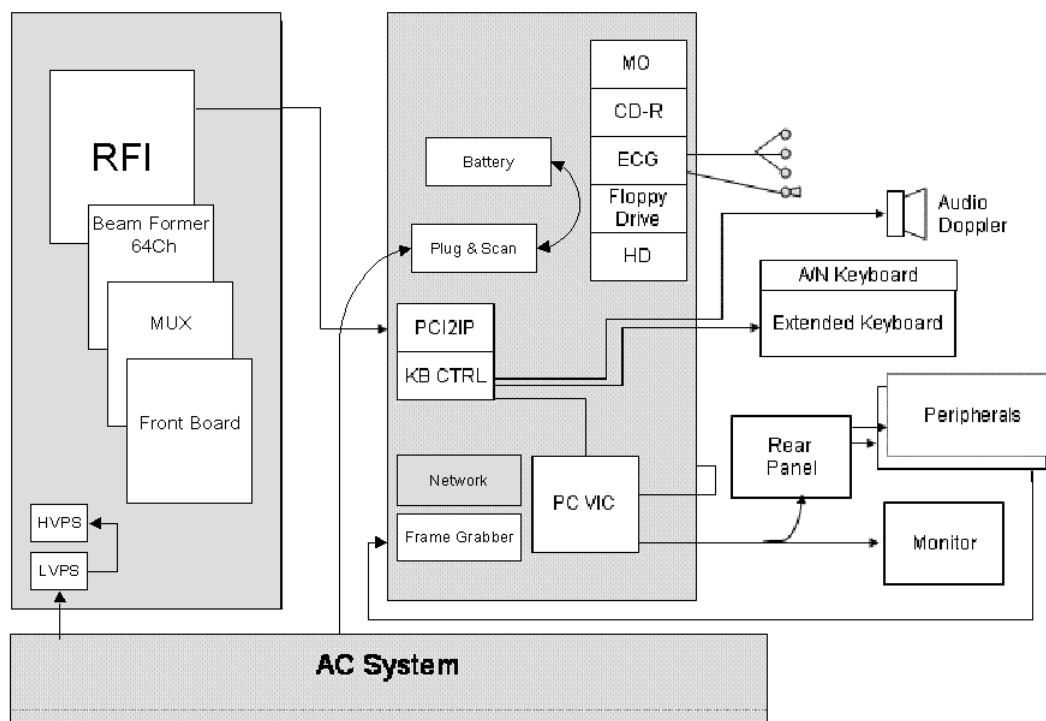 RFI
Beam Former
64Ch
MUX
Front Board
HVPS
LVPS
MO
CD-R
ECG
Floppy
Drive
HD
Battery
Plug & Scan
PCI2IP
KB CTRL
Network
Frame Grabber
PC VIC
Audio
Doppler
A/N Keyboard
Extended Keyboard
Rear
Panel
Peripherals
Monitor
AC System